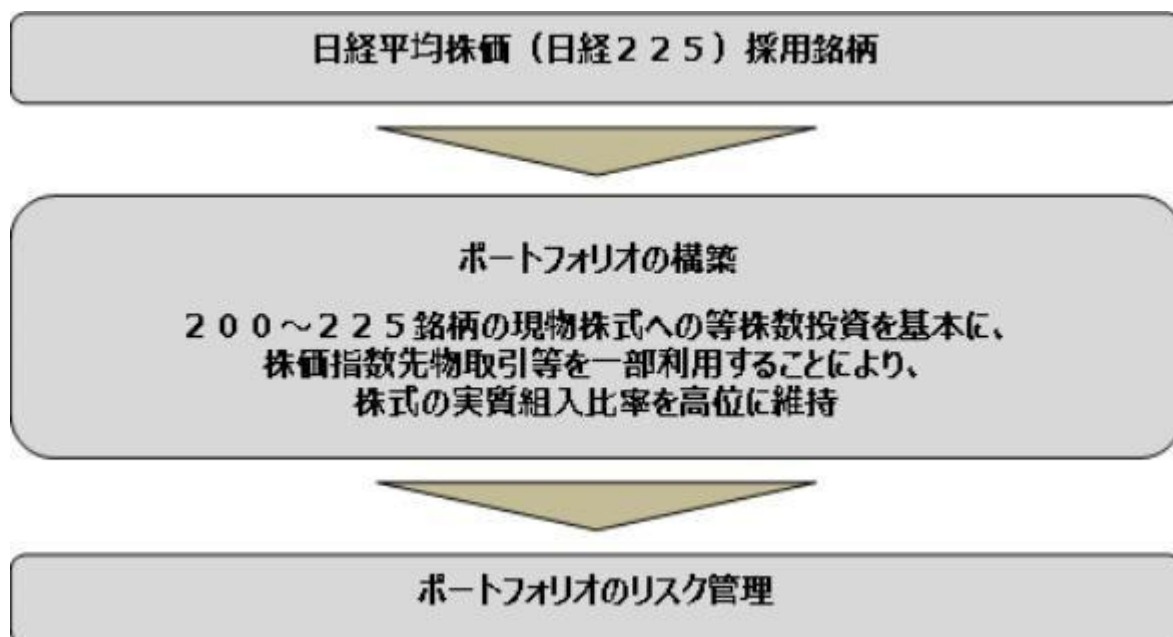 日経平均株価（日経２２５）採用銘柄
ポートフォリオの構築
２００～２２５銘柄の現物株式への等株数投資を基本に、
株価指数先物取引等を一部利用することにより、
株式の実質組入比率を高位に維持
ポートフォリオのリスク管理